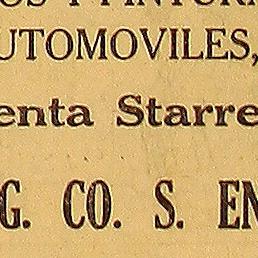 UTOMOVILES,
enta Starre
G. CO. S. EN